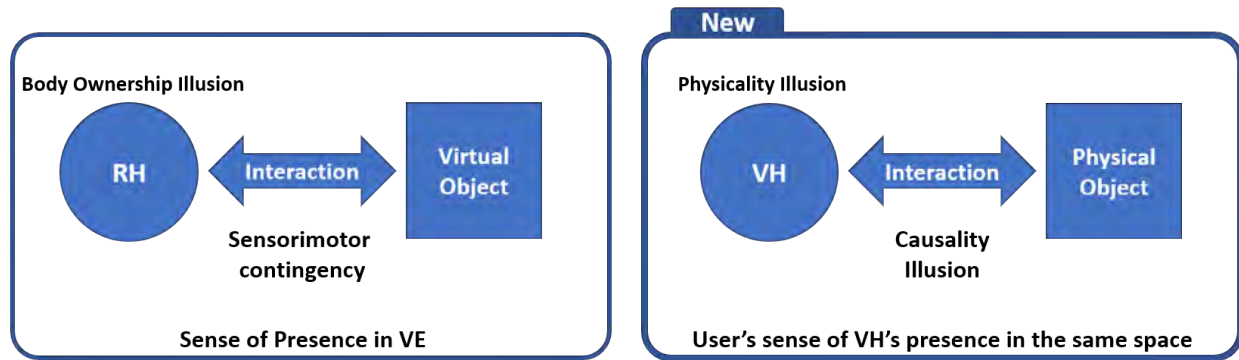 Body Ownership Illusion
RH
Interaction
Virtual
Object
Sensorimotor
contingency
Sense of Presence in VE
New
Physicality Illusion
VH
Interaction
Physical
Object
Causality
Illusion
User's sense of VH's presence in the same space